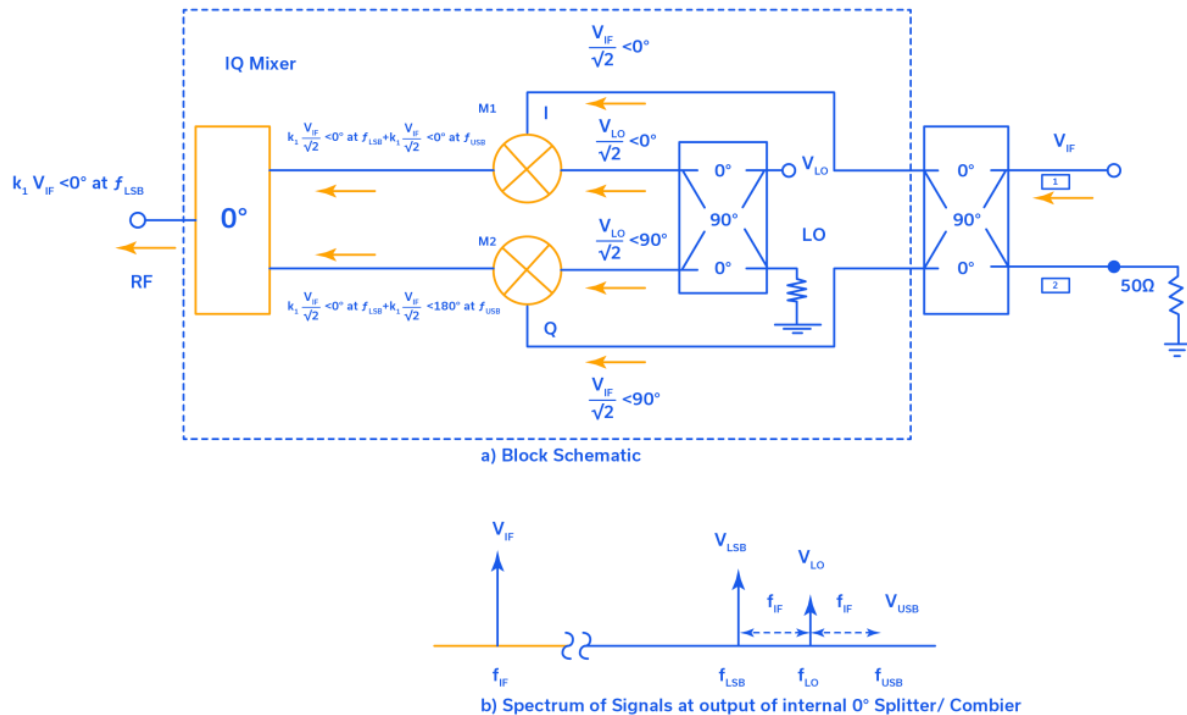 V_IF/√2 <0°
IQ Mixer
M1
I
k₁ V_IF/√2 <0° at f_LSB+k₁ V_IF/√2 <0° at f_USB
V_LO/√2 <0°
0°
V_LO
0°
V_IF
1
k₁ V_IF <0° at f_LSB
0°
90°
90°
M2
V_LO/√2 <90°
LO
RF
0°
0°
2
50Ω
k₁ V_IF/√2 <0° at f_LSB+k₁ V_IF/√2 <180° at f_USB
Q
V_IF/√2 <90°
a) Block Schematic
V_IF
V_LSB
V_LO
f_IF
f_IF
V_USB
f_IF
f_LSB
f_LO
f_USB
b) Spectrum of Signals at output of internal 0° Splitter/ Combier